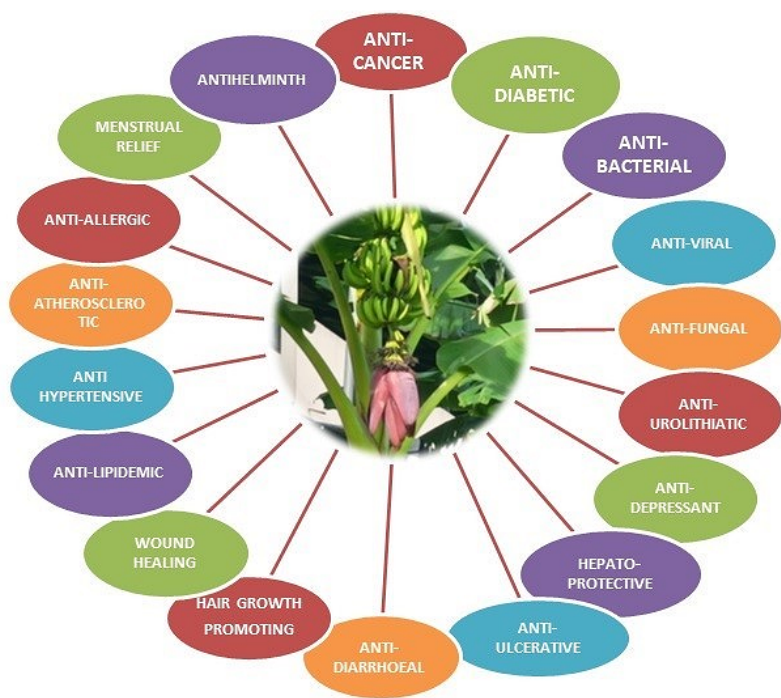 ANTI-
CANCER
ANTI-
DIABETIC
ANTI-
BACTERIAL
ANTI-VIRAL
ANTI-FUNGAL
ANTI-
UROLITHIATIC
ANTI-
DEPRESSANT
HEPATO-
PROTECTIVE
ANTI-
ULCERATIVE
ANTI-
DIARRHOEAL
HAIR GROWTH
PROMOTING
WOUND
HEALING
ANTI-LIPIDEMIC
ANTI
HYPERTENSIVE
ANTI-
ATHEROSCLERO
TIC
ANTI-ALLERGIC
MENSTRUAL
RELIEF
ANTIHELMINTH